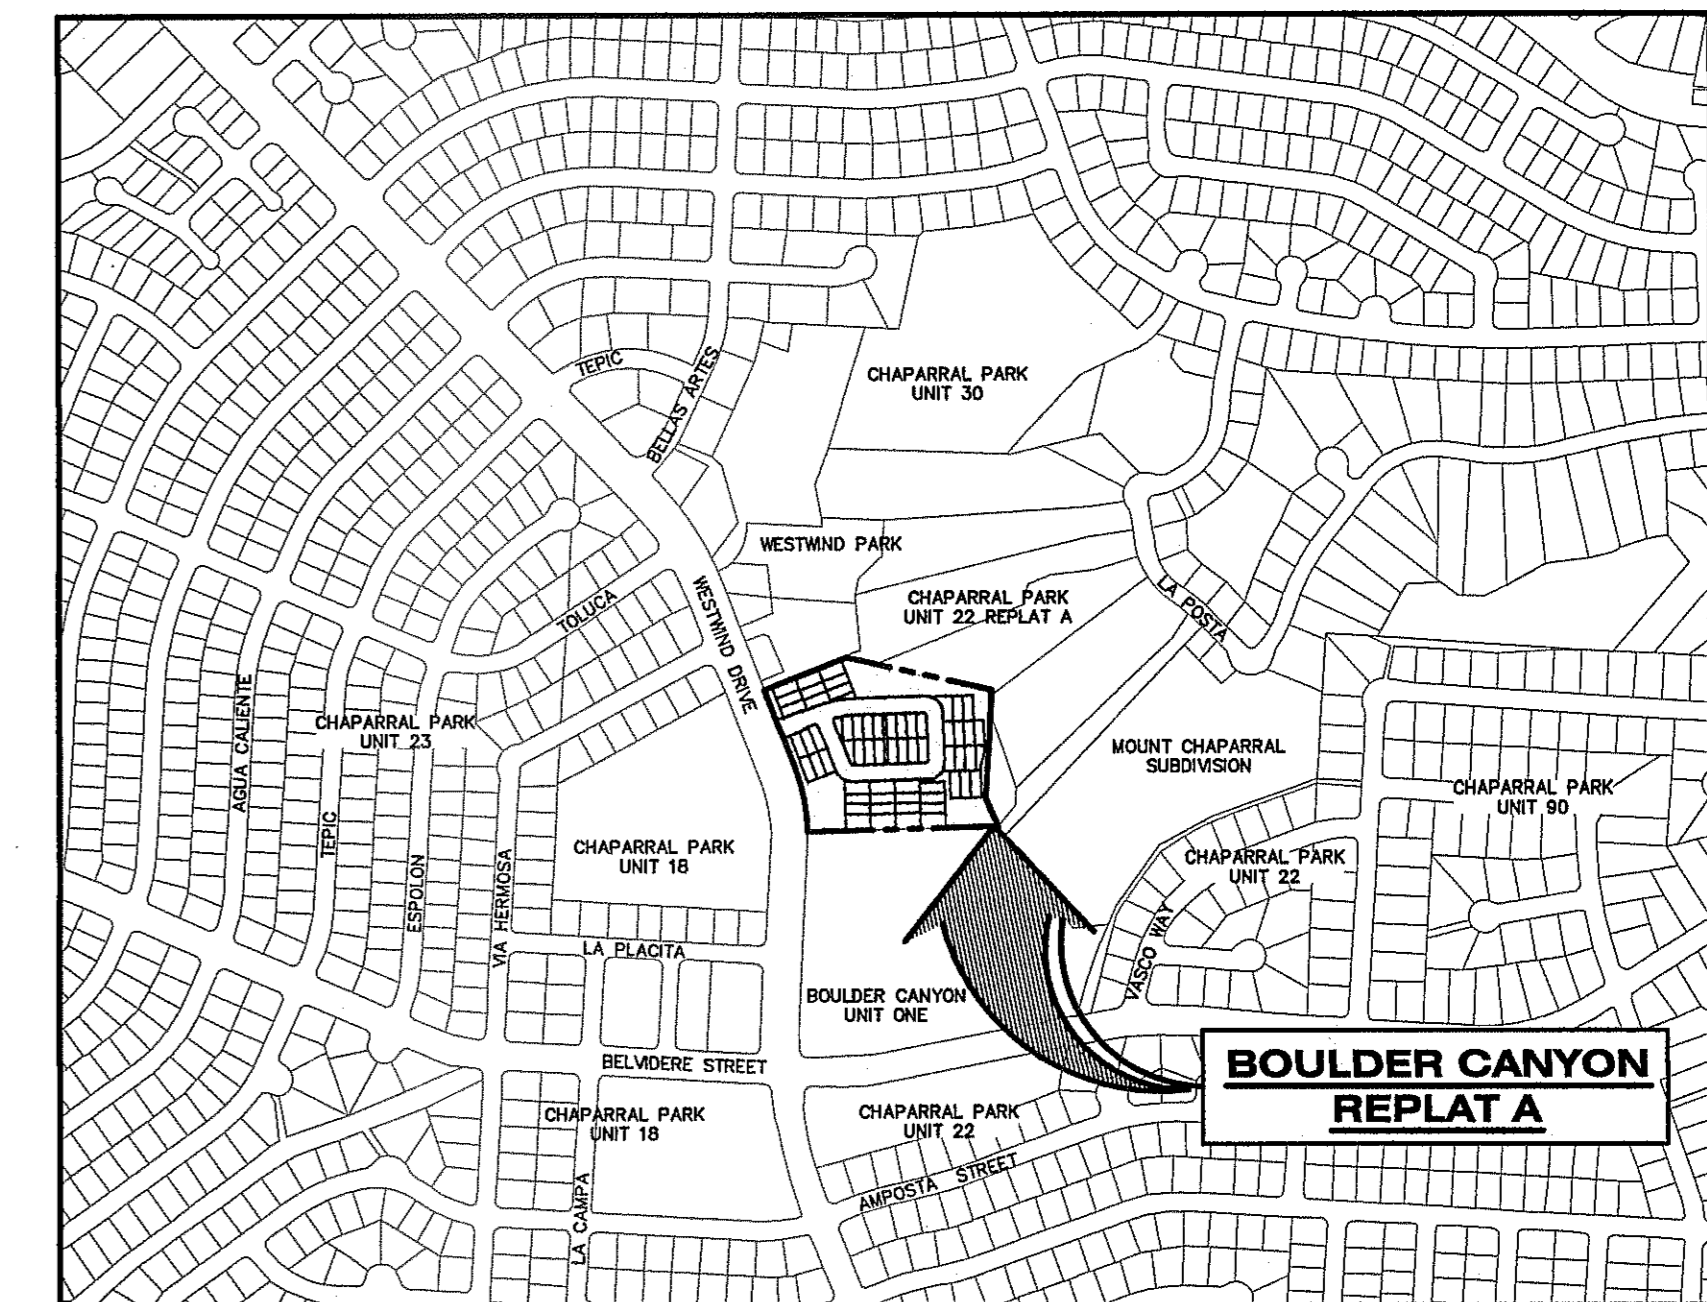 TEPIC
BELLAS ARTES
CHAPARRAL PARK
UNIT 30
WESTWIND PARK
WESTWIND DRIVE
TOLUCA
CHAPARRAL PARK
UNIT 22 REPLAT A
LA POSTA
AGUA CALIENTE
CHAPARRAL PARK
UNIT 23
TEPIC
ESPOLON
VIA HERMOSA
MOUNT CHAPARRAL
SUBDIVISION
CHAPARRAL PARK
UNIT 90
CHAPARRAL PARK
UNIT 18
CHAPARRAL PARK
UNIT 22
VASCO WAY
LA PLACITA
BOULDER CANYON
UNIT ONE
BELVIDERE STREET
BOULDER CANYON
REPLAT A
CHAPARRAL PARK
UNIT 18
CHAPARRAL PARK
UNIT 22
AMPOSTA STREET
LA CAMPA